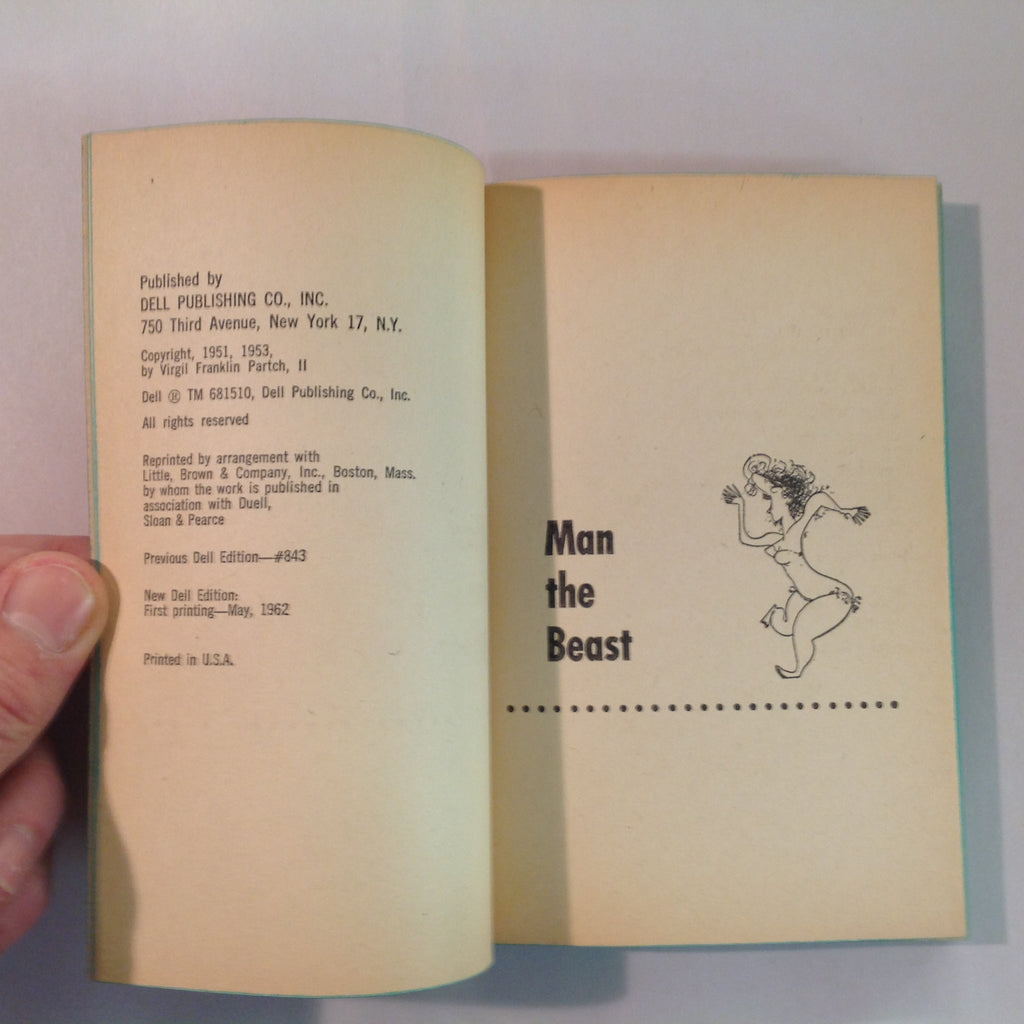 Published by
DELL PUBLISHING CO., INC.
750 Third Avenue, New York 17, N.Y.
Copyright, 1951, 1953,
by Virgil Franklin Partch, II
Dell ® TM 681510, Dell Publishing Co., Inc.
All rights reserved
Reprinted by arrangement with
Little, Brown & Company, Inc., Boston, Mass.
by whom the work is published in
association with Duell,
Sloan & Pearce
Previous Dell Edition—#843
New Dell Edition:
First printing—May, 1962
Printed in U.S.A.
Man
the
Beast